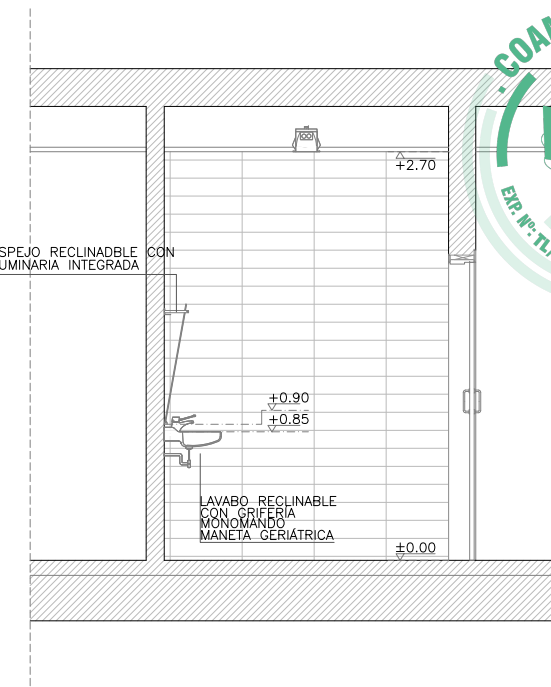 COAM
+2.70
EXP. Nº: TL
SPEJO RECLINADBLE CON
UMINARIA INTEGRADA
+0.90
+0.85
LAVABO RECLINABLE
CON GRIFERÍA
MONOMANDO
MANETA GERIÁTRICA
±0.00